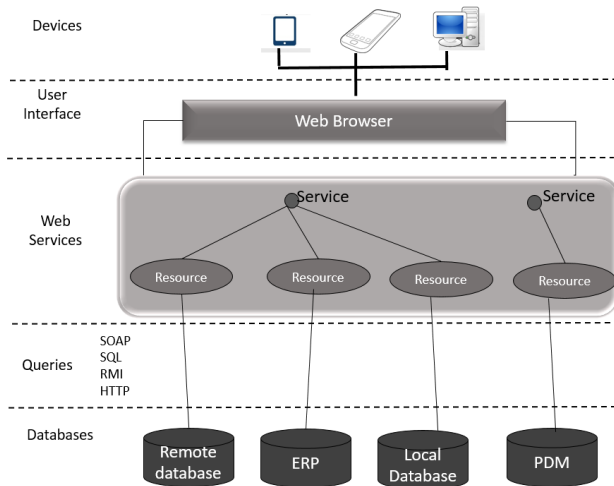 Devices
User
Interface
Web Browser
Service
Service
Web
Services
Resource
Resource
Resource
Resource
Queries
SOAP
SQL
RMI
HTTP
Databases
Remote
database
ERP
Local
Database
PDM